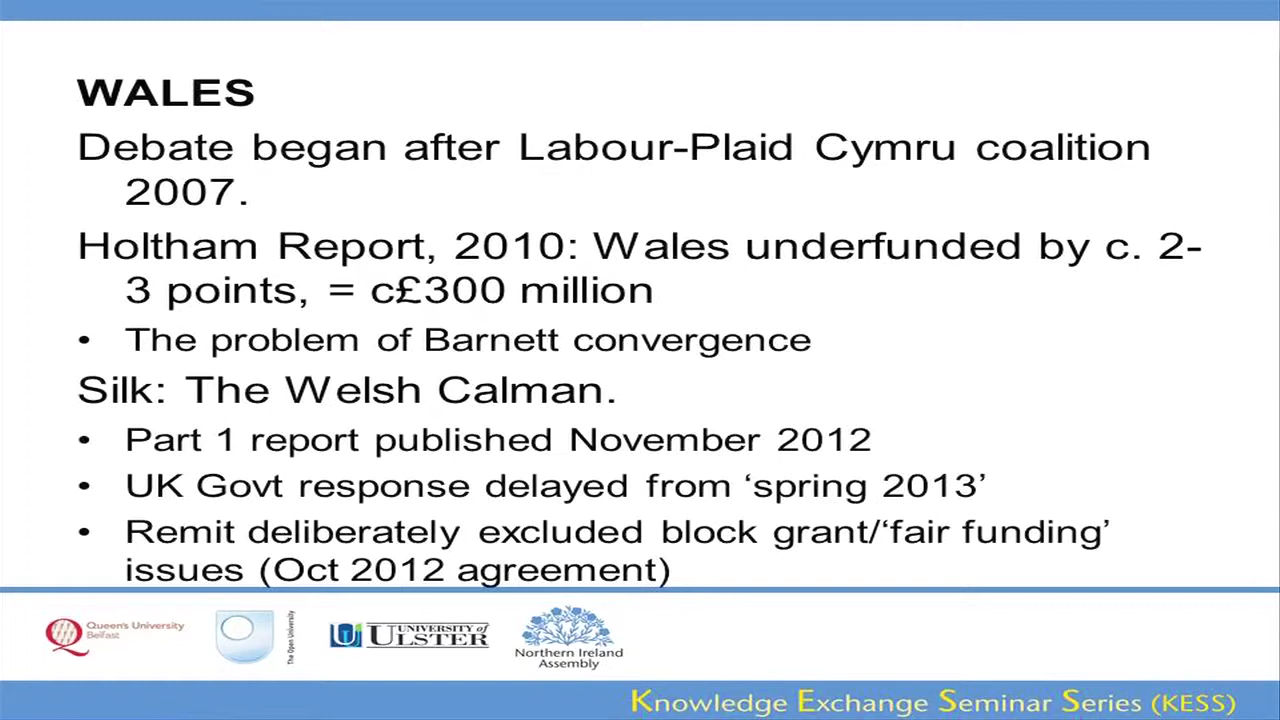 WALES
Debate began after Labour-Plaid Cymru coalition
2007.
Holtham Report, 2010: Wales underfunded by c. 2-
3 points, = c£300 million
• The problem of Barnett convergence
Silk: The Welsh Calman.
• Part 1 report published November 2012
• UK Govt response delayed from ‘spring 2013’
• Remit deliberately excluded block grant/‘fair funding’
issues (Oct 2012 agreement)
Queen's University
Belfast
The Open University
UNIVERSITY of
ULSTER
Northern Ireland
Assembly
Knowledge Exchange Seminar Series (KESS)